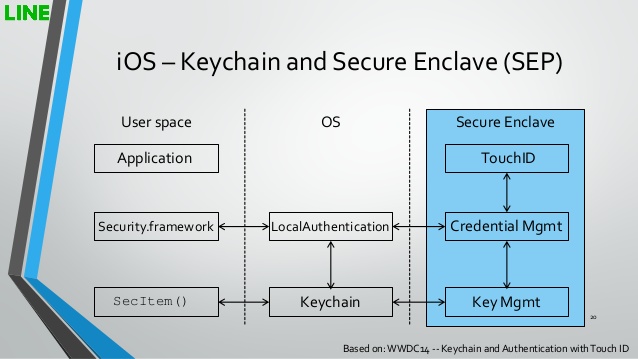 LINE
iOS – Keychain and Secure Enclave (SEP)
User space
OS
Secure Enclave
Application
TouchID
Security.framework
LocalAuthentication
Credential Mgmt
SecItem()
Keychain
Key Mgmt
20
Based on: WWDC14 -- Keychain and Authentication with Touch ID